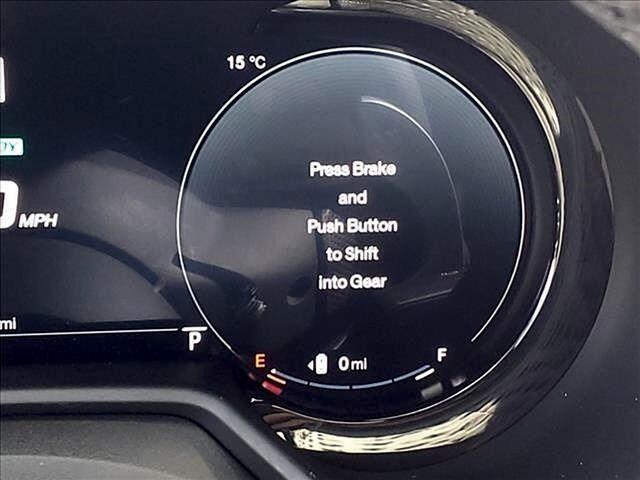 15 °C
Press Brake
and
Push Button
to Shift
into Gear
MPH
mi
P
E 0 mi F